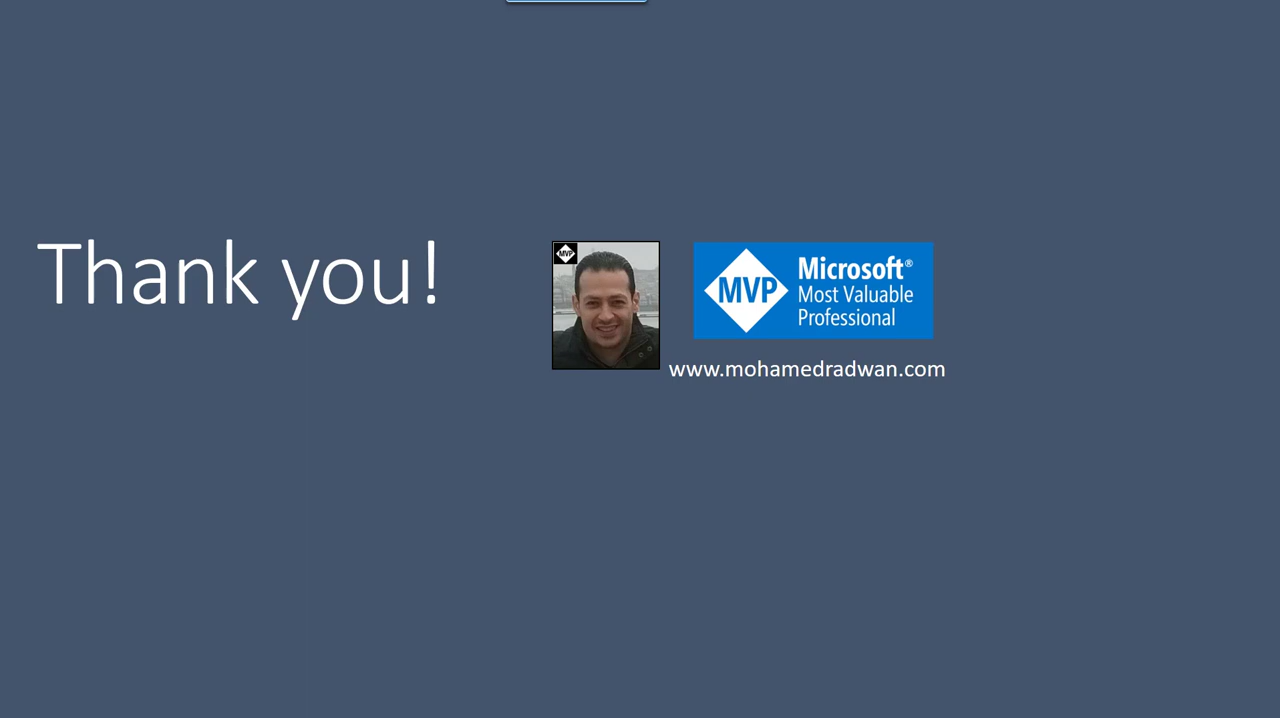 Thank you!
MVP
MVP
Microsoft®
Most Valuable
Professional
www.mohamedradwan.com